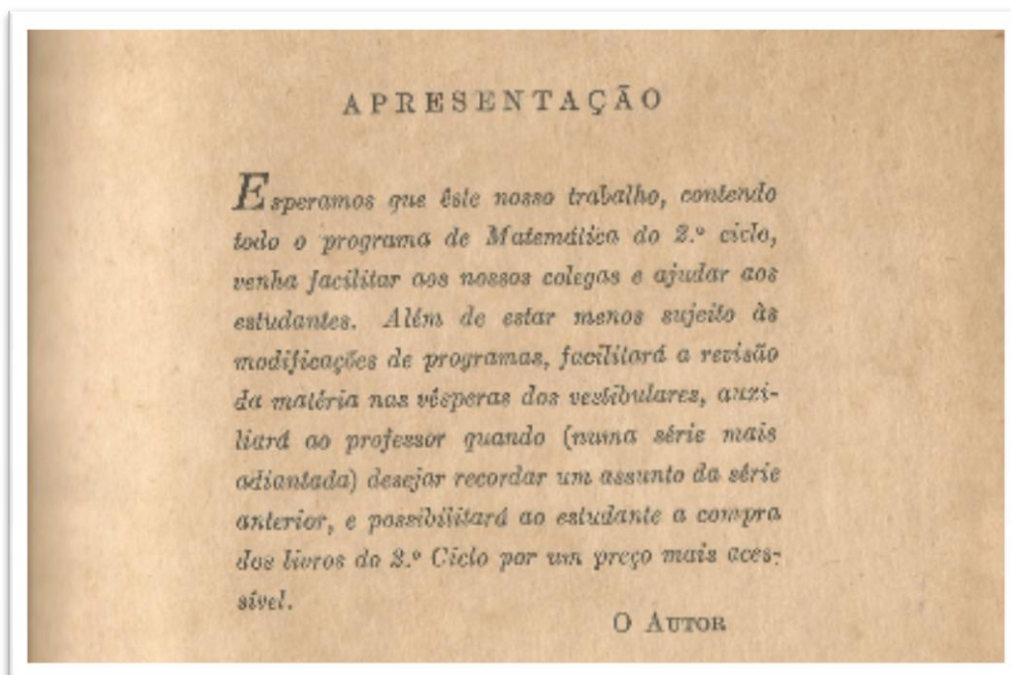 APRESENTAÇÃO
Esperamos que êste nosso trabalho, contendo
todo o programa de Matemática do 2.º ciclo,
venha facilitar aos nossos colegas e ajudar aos
estudantes. Além de estar menos sujeito às
modificações de programas, facilitará a revisão
da matéria nas vésperas dos vestibulares, auxi-
liará ao professor quando (numa série mais
adiantada) desejar recordar um assunto da série
anterior, e possibilitará ao estudante a compra
dos livros do 2.º Ciclo por um preço mais aces-
sível.
O AUTOR